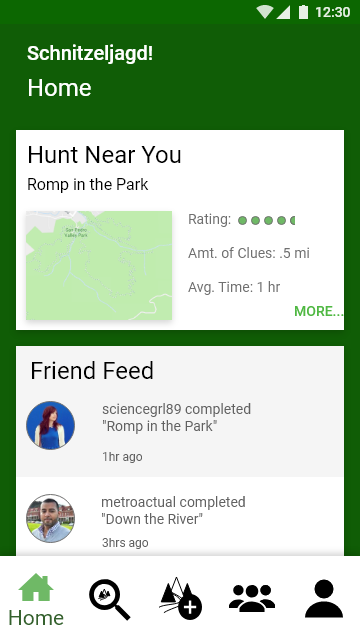 12:30
Schnitzeljagd!
Home
Hunt Near You
Romp in the Park
San Pedro
Valley Park
Rating:
Amt. of Clues: .5 mi
Avg. Time: 1 hr
MORE...
Friend Feed
sciencegrl89 completed
"Romp in the Park"
1hr ago
metroactual completed
"Down the River"
3hrs ago
Home